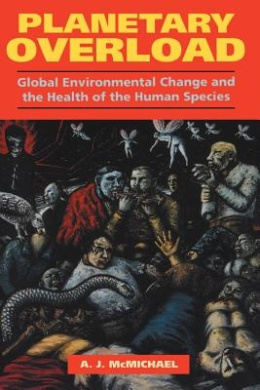 PLANETARY
OVERLOAD
Global Environmental Change and
the Health of the Human Species
A. J. McMICHAEL